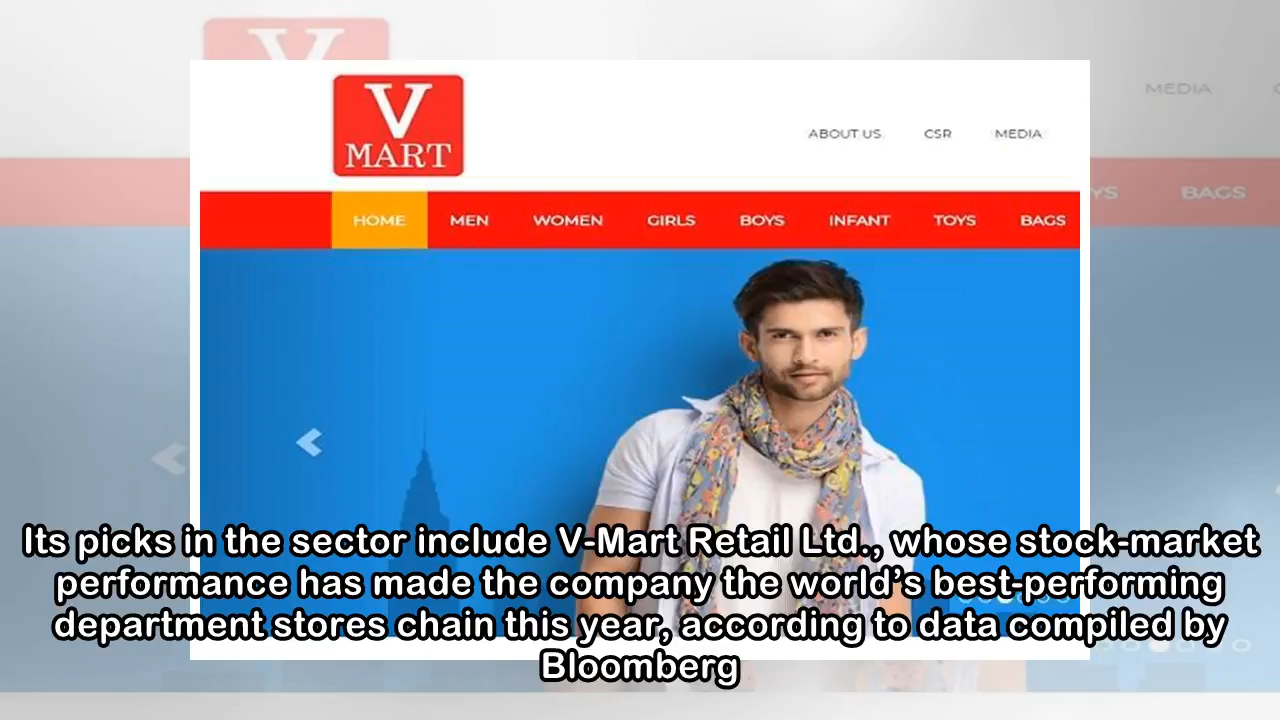 V
MART
MEDIA
ABOUT US CSR MEDIA
HOME MEN WOMEN GIRLS BOYS INFANT TOYS BAGS
BAGS
Its picks in the sector include V-Mart Retail Ltd., whose stock-market
performance has made the company the world’s best-performing
department stores chain this year, according to data compiled by
Bloomberg